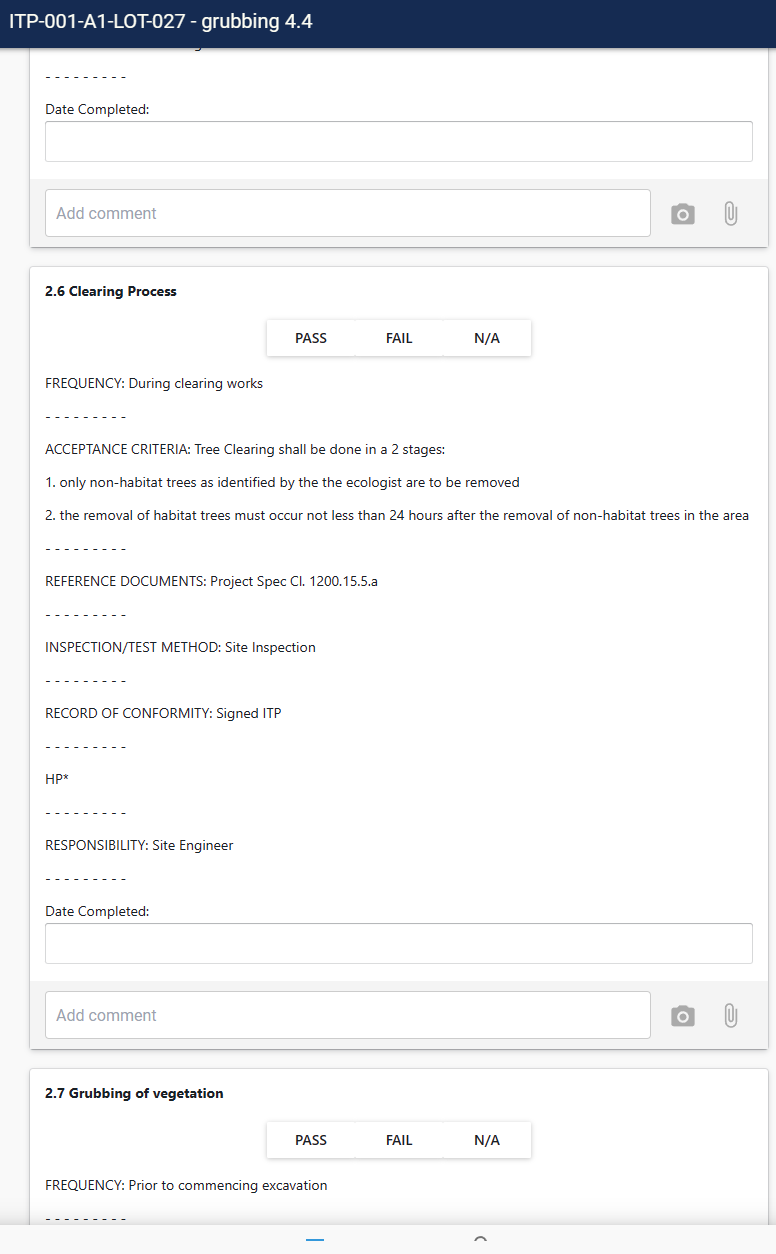 ITP-001-A1-LOT-027 - grubbing 4.4
- - - - - - - - -
Date Completed:
Add comment
2.6 Clearing Process
PASS FAIL N/A
FREQUENCY: During clearing works
- - - - - - - - -
ACCEPTANCE CRITERIA: Tree Clearing shall be done in a 2 stages:
1. only non-habitat trees as identified by the the ecologist are to be removed
2. the removal of habitat trees must occur not less than 24 hours after the removal of non-habitat trees in the area
- - - - - - - - -
REFERENCE DOCUMENTS: Project Spec Cl. 1200.15.5.a
- - - - - - - - -
INSPECTION/TEST METHOD: Site Inspection
- - - - - - - - -
RECORD OF CONFORMITY: Signed ITP
- - - - - - - - -
HP*
- - - - - - - - -
RESPONSIBILITY: Site Engineer
- - - - - - - - -
Date Completed:
Add comment
2.7 Grubbing of vegetation
PASS FAIL N/A
FREQUENCY: Prior to commencing excavation
- - - - - - - - -